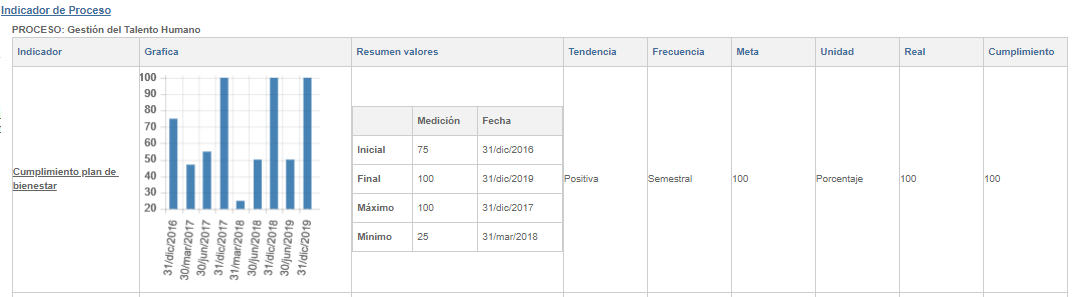 Indicador de Proceso
PROCESO: Gestión del Talento Humano
Indicador Grafica Resumen valores Tendencia Frecuencia Meta Unidad Real Cumplimiento
Cumplimiento plan de
bienestar
100
90
80
70
60
50
40
30
20
31/dic/2016
30/mar/2017
30/jun/2017
31/dic/2017
31/mar/2018
30/jun/2018
31/dic/2018
30/jun/2019
31/dic/2019
Medición Fecha
Inicial 75 31/dic/2016
Final 100 31/dic/2019
Máximo 100 31/dic/2017
Mínimo 25 31/mar/2018
Positiva Semestral 100 Porcentaje 100 100